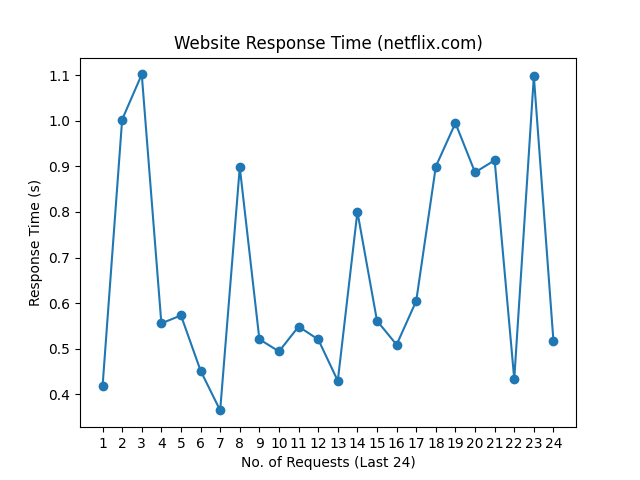 Website Response Time (netflix.com)
1.1
1.0
0.9
0.8
0.7
0.6
0.5
0.4
Response Time (s)
1 2 3 4 5 6 7 8 9 10 11 12 13 14 15 16 17 18 19 20 21 22 23 24
No. of Requests (Last 24)